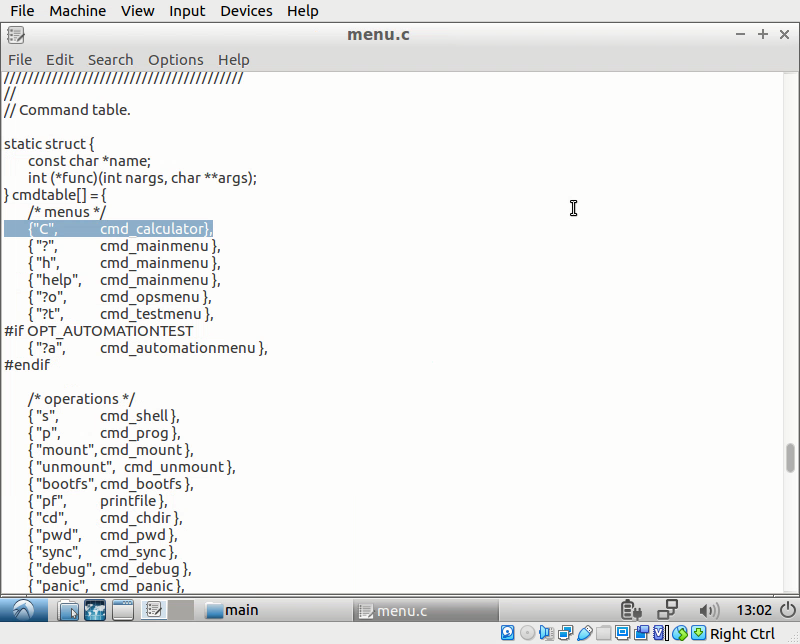 File Machine View Input Devices Help
menu.c
File Edit Search Options Help
///////////////////////////////////////
//
// Command table.
static struct {
const char *name;
int (*func)(int nargs, char **args);
} cmdtable[] = {
/* menus */
{"C", cmd_calculator},
{ "?", cmd_mainmenu },
{ "h", cmd_mainmenu },
{ "help", cmd_mainmenu },
{ "?o", cmd_opsmenu },
{ "?t", cmd_testmenu },
#if OPT_AUTOMATIONTEST
{ "?a", cmd_automationmenu },
#endif
/* operations */
{ "s", cmd_shell },
{ "p", cmd_prog },
{ "mount", cmd_mount },
{ "unmount", cmd_unmount },
{ "bootfs", cmd_bootfs },
{ "pf", printfile },
{ "cd", cmd_chdir },
{ "pwd", cmd_pwd },
{ "sync", cmd_sync },
{ "debug", cmd_debug },
{ "panic", cmd_panic },
main menu.c 13:02
Right Ctrl